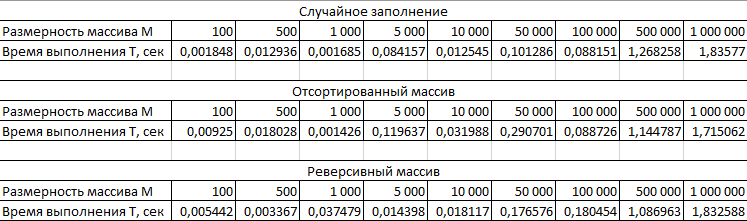 Случайное заполнение
Размерность массива М 100 500 1 000 5 000 10 000 50 000 100 000 500 000 1 000 000
Время выполнения Т, сек 0,001848 0,012936 0,001685 0,084157 0,012545 0,101286 0,088151 1,268258 1,83577
Отсортированный массив
Размерность массива М 100 500 1 000 5 000 10 000 50 000 100 000 500 000 1 000 000
Время выполнения Т, сек 0,00925 0,018028 0,001426 0,119637 0,031988 0,290701 0,088726 1,144787 1,715062
Реверсивный массив
Размерность массива М 100 500 1 000 5 000 10 000 50 000 100 000 500 000 1 000 000
Время выполнения Т, сек 0,005442 0,003367 0,037479 0,014398 0,018117 0,176576 0,180454 1,086963 1,832588